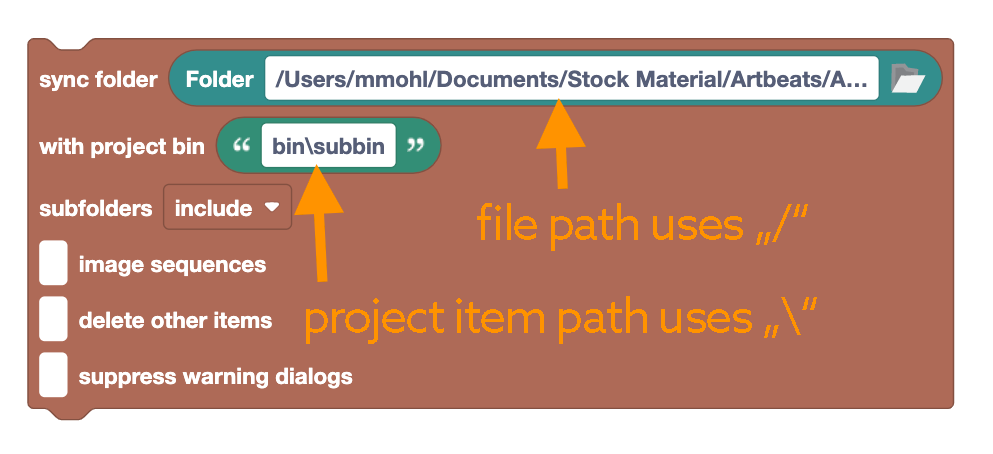 sync folder Folder /Users/mmohl/Documents/Stock Material/Artbeats/A...
with project bin “ bin\subbin ”
subfolders include
file path uses „/“
image sequences
delete other items
project item path uses „\“
suppress warning dialogs